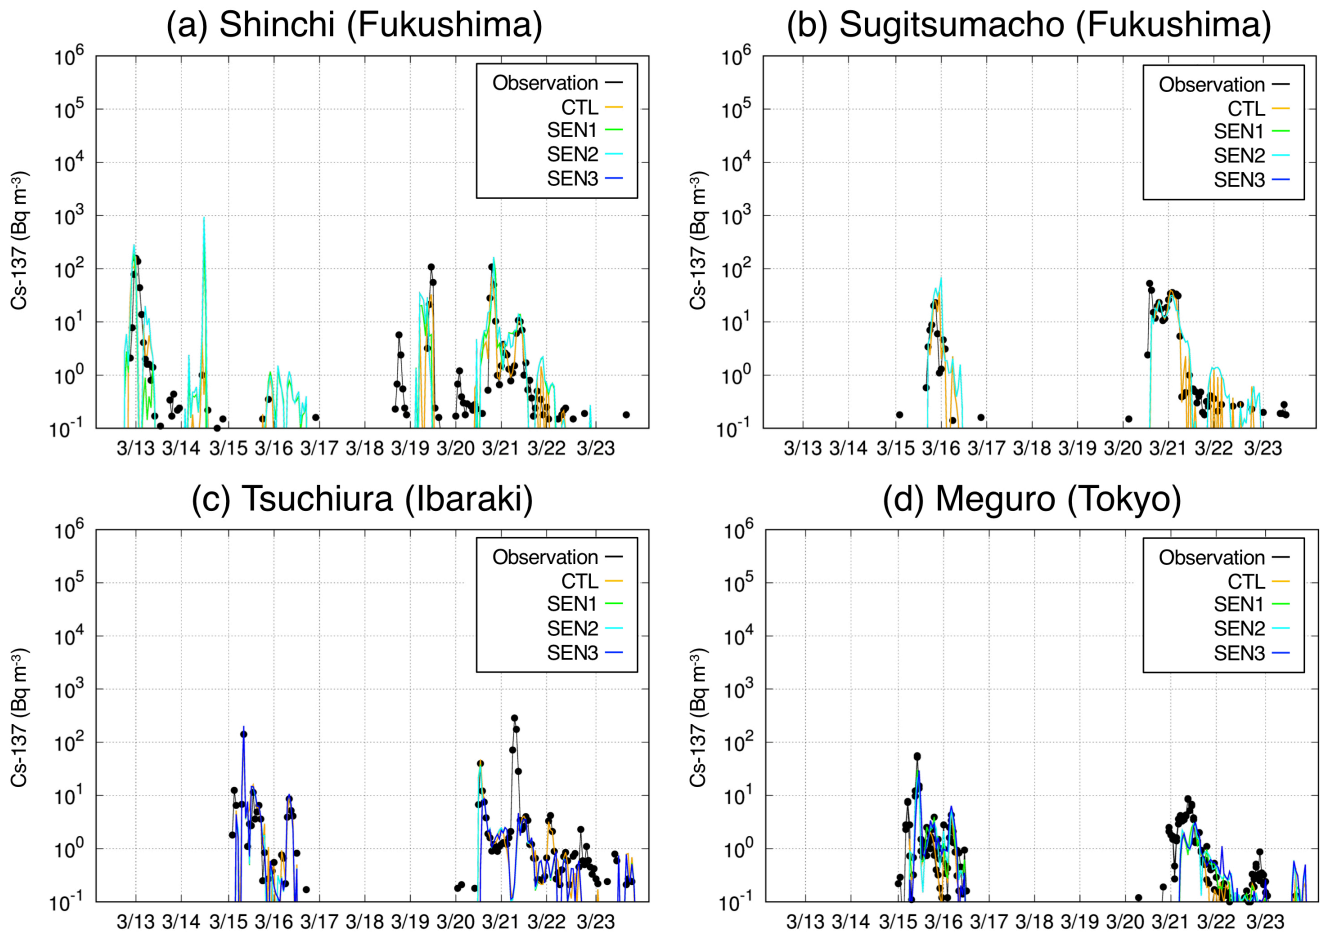 (a) Shinchi (Fukushima)
10⁶
10⁵
10⁴
10³
10²
10¹
10⁰
10⁻¹
Cs-137 (Bq m⁻³)
Observation
CTL
SEN1
SEN2
SEN3
3/13 3/14 3/15 3/16 3/17 3/18 3/19 3/20 3/21 3/22 3/23
(b) Sugitsumacho (Fukushima)
10⁶
10⁵
10⁴
10³
10²
10¹
10⁰
10⁻¹
Cs-137 (Bq m⁻³)
Observation
CTL
SEN1
SEN2
SEN3
3/13 3/14 3/15 3/16 3/17 3/18 3/19 3/20 3/21 3/22 3/23
(c) Tsuchiura (Ibaraki)
10⁶
10⁵
10⁴
10³
10²
10¹
10⁰
10⁻¹
Cs-137 (Bq m⁻³)
Observation
CTL
SEN1
SEN2
SEN3
3/13 3/14 3/15 3/16 3/17 3/18 3/19 3/20 3/21 3/22 3/23
(d) Meguro (Tokyo)
10⁶
10⁵
10⁴
10³
10²
10¹
10⁰
10⁻¹
Cs-137 (Bq m⁻³)
Observation
CTL
SEN1
SEN2
SEN3
3/13 3/14 3/15 3/16 3/17 3/18 3/19 3/20 3/21 3/22 3/23